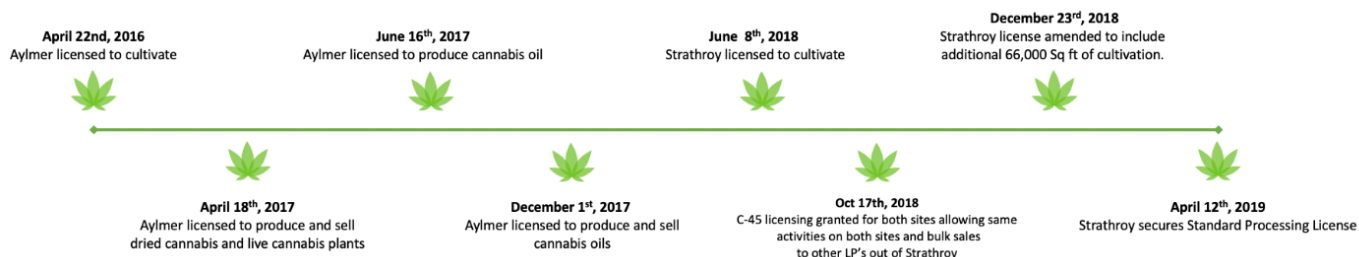 April 22nd, 2016
Aylmer licensed to cultivate
June 16th, 2017
Aylmer licensed to produce cannabis oil
June 8th, 2018
Strathroy licensed to cultivate
December 23rd, 2018
Strathroy license amended to include
additional 66,000 Sq ft of cultivation.
April 18th, 2017
Aylmer licensed to produce and sell
dried cannabis and live cannabis plants
December 1st, 2017
Aylmer licensed to produce and sell
cannabis oils
Oct 17th, 2018
C-45 licensing granted for both sites allowing same
activities on both sites and bulk sales
to other LP's out of Strathroy
April 12th, 2019
Strathroy secures Standard Processing License